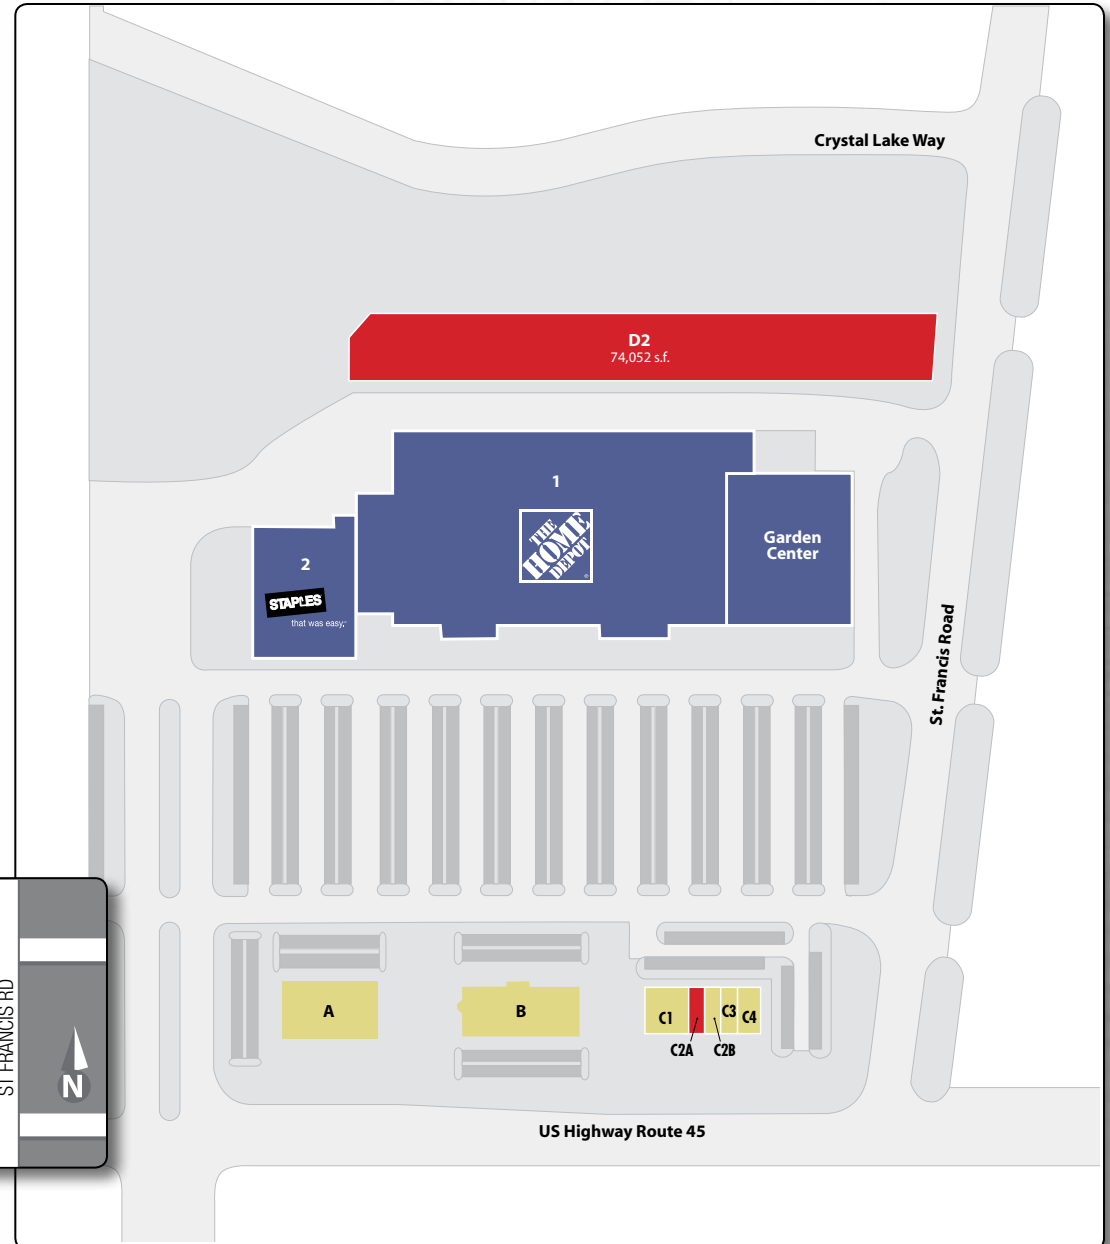 Crystal Lake Way
D2
74,052 s.f.
1
THE
HOME
DEPOT
®
Garden
Center
2
STAPLES
that was easy.
St. Francis Road
ST FRANCIS RD
N
A
B
C1
C3
C4
C2A
C2B
US Highway Route 45